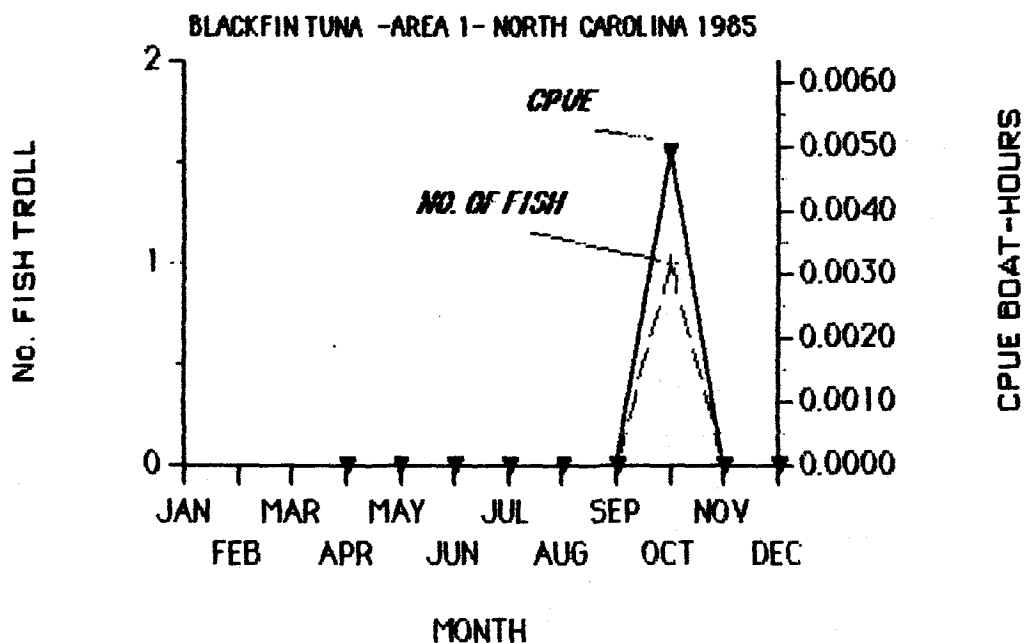 BLACKFIN TUNA -AREA 1- NORTH CAROLINA 1985
No. FISH TROLL
2
1
0
CPUE
NO. OF FISH
0.0060
0.0050
0.0040
0.0030
0.0020
0.0010
0.0000
CPUE BOAT-HOURS
JAN MAR MAY JUL SEP NOV
FEB APR JUN AUG OCT DEC
MONTH